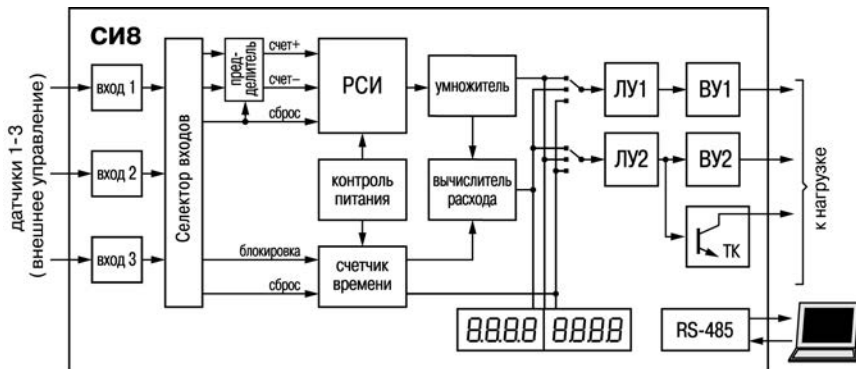 СИ8
датчики 1-3
(внешнее управление)
вход 1
вход 2
вход 3
Селектор входов
пред-
делитель
счет+
счет–
сброс
РСИ
умножитель
контроль
питания
вычислитель
расхода
блокировка
сброс
счетчик
времени
ЛУ1
ВУ1
ЛУ2
ВУ2
ТК
к нагрузке
8.8.8.8 8.8.8.8
RS-485